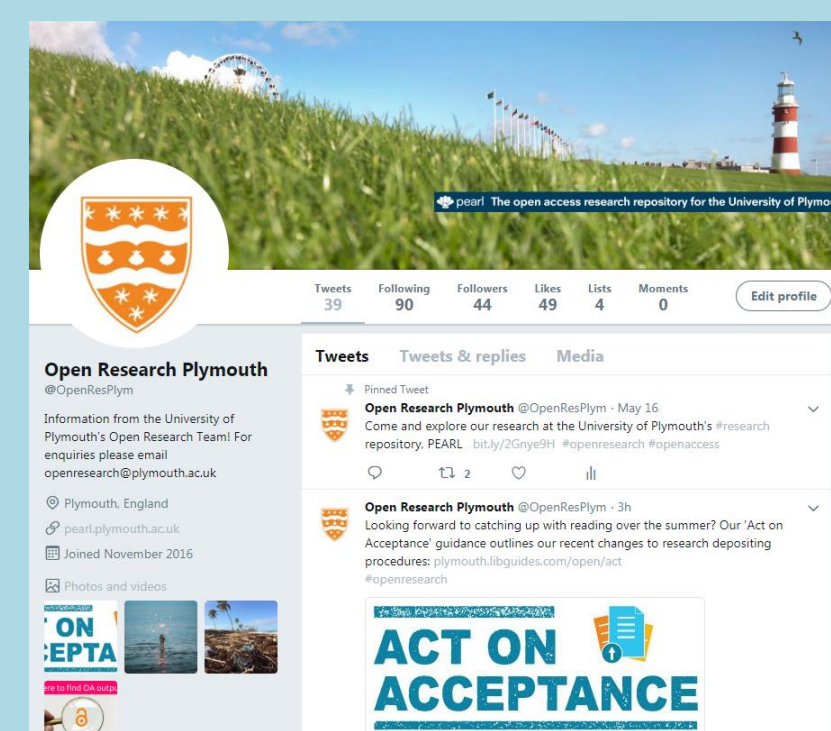 pearl The open access research repository for the University of Plymo
Tweets Following Followers Likes Lists Moments
39 90 44 49 4 0
Edit profile
Open Research Plymouth
@OpenResPlym
Information from the University of
Plymouth's Open Research Team! For
enquiries please email
openresearch@plymouth.ac.uk
Plymouth, England
pearl.plymouth.ac.uk
Joined November 2016
Photos and videos
ON
CEPTA
ere to find OA outpu
Tweets Tweets & replies Media
Pinned Tweet
Open Research Plymouth @OpenResPlym · May 16
Come and explore our research at the University of Plymouth's #research
repository, PEARL bit.ly/2Gnye9H #openresearch #openaccess
2
Open Research Plymouth @OpenResPlym · 3h
Looking forward to catching up with reading over the summer? Our 'Act on
Acceptance' guidance outlines our recent changes to research depositing
procedures: plymouth.libguides.com/open/act
#openresearch
ACT ON
ACCEPTANCE